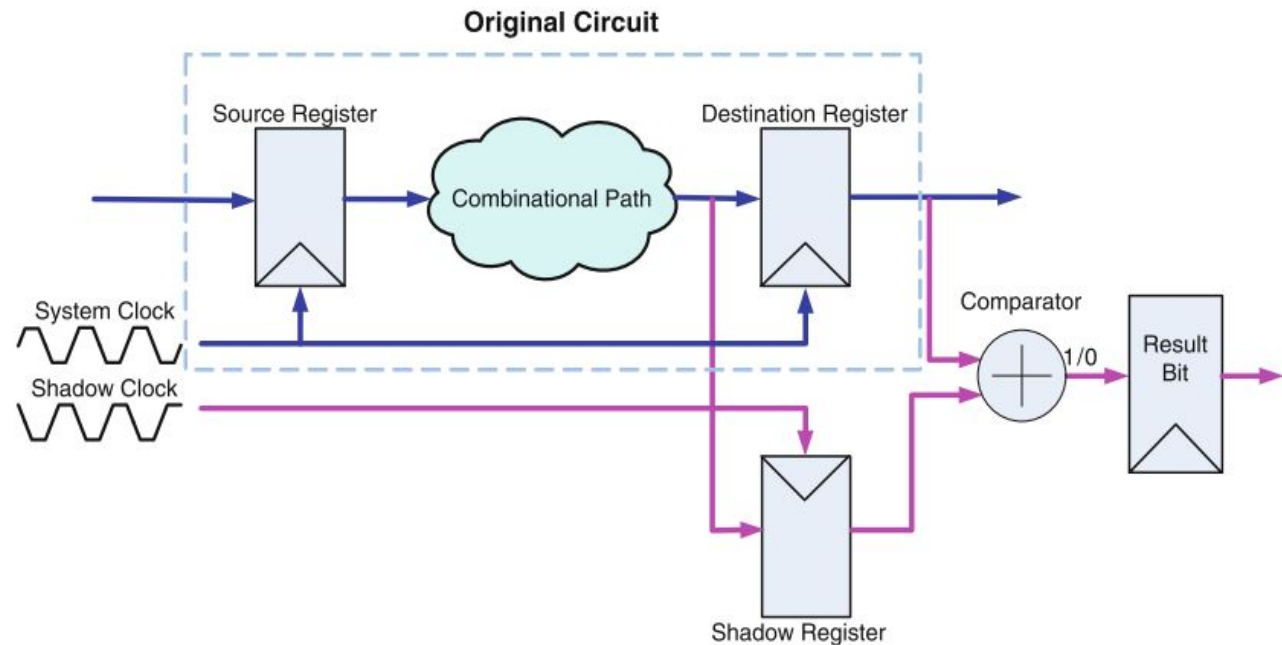 Original Circuit
Source Register
Destination Register
Combinational Path
System Clock
Shadow Clock
Comparator
1/0
Result
Bit
Shadow Register